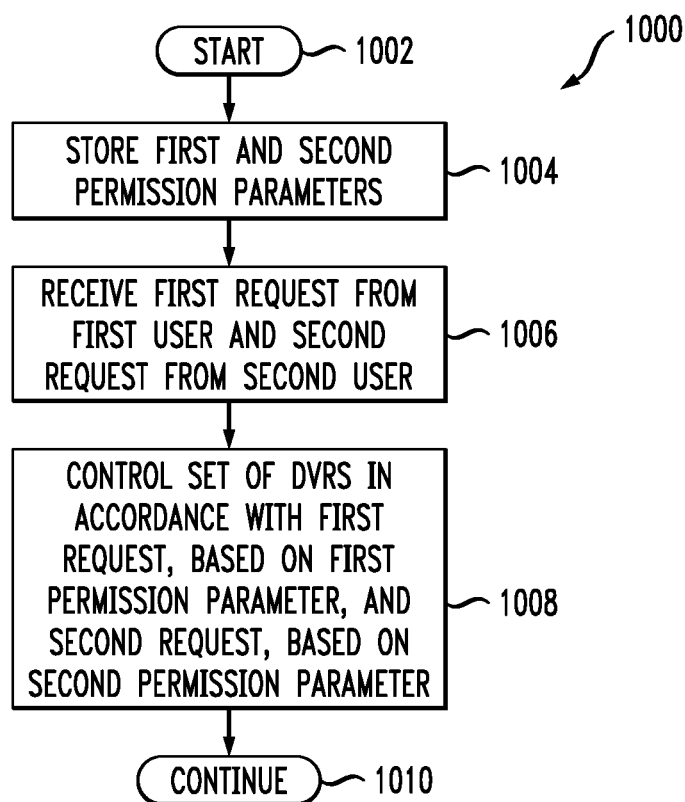 1000
START
1002
STORE FIRST AND SECOND
PERMISSION PARAMETERS
1004
RECEIVE FIRST REQUEST FROM
FIRST USER AND SECOND
REQUEST FROM SECOND USER
1006
CONTROL SET OF DVRS IN
ACCORDANCE WITH FIRST
REQUEST, BASED ON FIRST
PERMISSION PARAMETER, AND
SECOND REQUEST, BASED ON
SECOND PERMISSION PARAMETER
1008
CONTINUE
1010